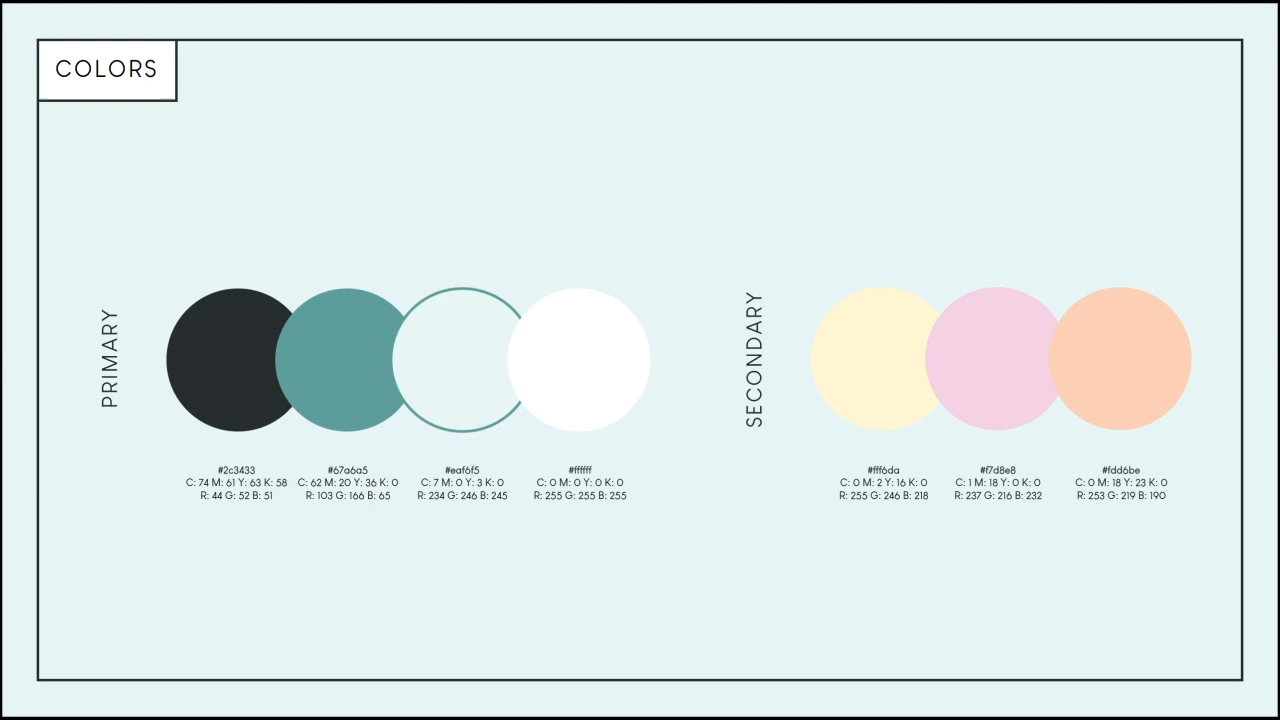 COLORS
PRIMARY
#2c3433
C: 74 M: 61 Y: 63 K: 58
R: 44 G: 52 B: 51
#67a6a5
C: 62 M: 20 Y: 36 K: 0
R: 103 G: 166 B: 65
#eaf6f5
C: 7 M: 0 Y: 3 K: 0
R: 234 G: 246 B: 245
#ffffff
C: 0 M: 0 Y: 0 K: 0
R: 255 G: 255 B: 255
SECONDARY
#fff6da
C: 0 M: 2 Y: 16 K: 0
R: 255 G: 246 B: 218
#f7d8e8
C: 1 M: 18 Y: 0 K: 0
R: 237 G: 216 B: 232
#fdd6be
C: 0 M: 18 Y: 23 K: 0
R: 253 G: 219 B: 190